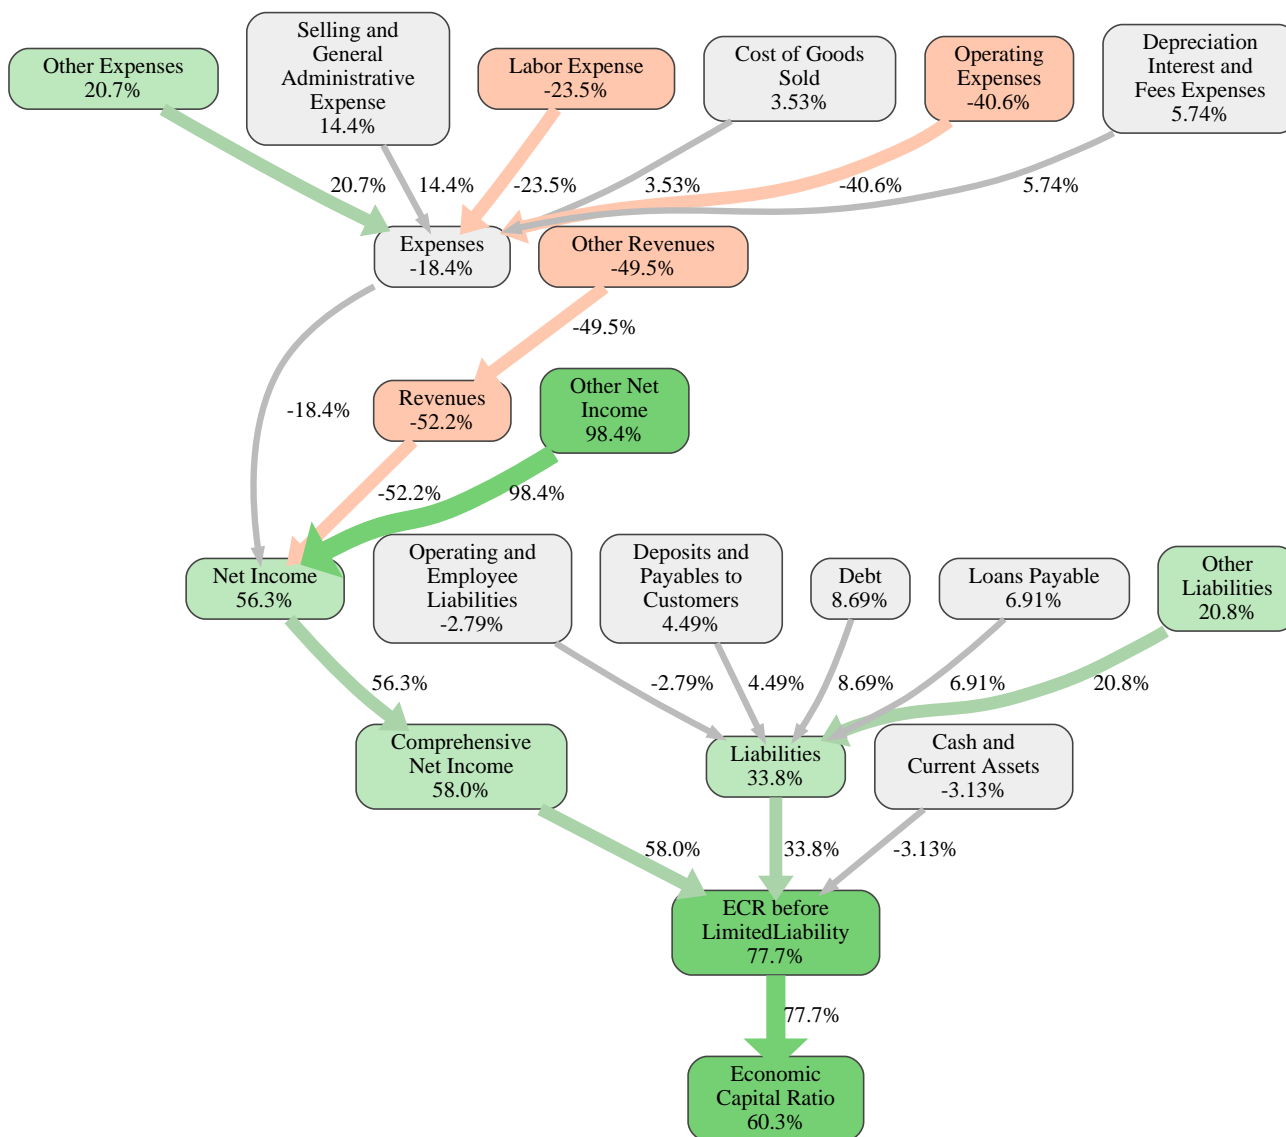 Other Expenses
20.7%
Selling and
General
Administrative
Expense
14.4%
Labor Expense
-23.5%
Cost of Goods
Sold
3.53%
Operating
Expenses
-40.6%
Depreciation
Interest and
Fees Expenses
5.74%
20.7%
14.4%
-23.5%
3.53%
-40.6%
5.74%
Expenses
-18.4%
Other Revenues
-49.5%
-49.5%
-18.4%
Revenues
-52.2%
Other Net
Income
98.4%
-52.2%
98.4%
Net Income
56.3%
Operating and
Employee
Liabilities
-2.79%
Deposits and
Payables to
Customers
4.49%
Debt
8.69%
Loans Payable
6.91%
Other
Liabilities
20.8%
56.3%
-2.79%
4.49%
8.69%
6.91%
20.8%
Comprehensive
Net Income
58.0%
Liabilities
33.8%
Cash and
Current Assets
-3.13%
58.0%
33.8%
-3.13%
ECR before
LimitedLiability
77.7%
77.7%
Economic
Capital Ratio
60.3%